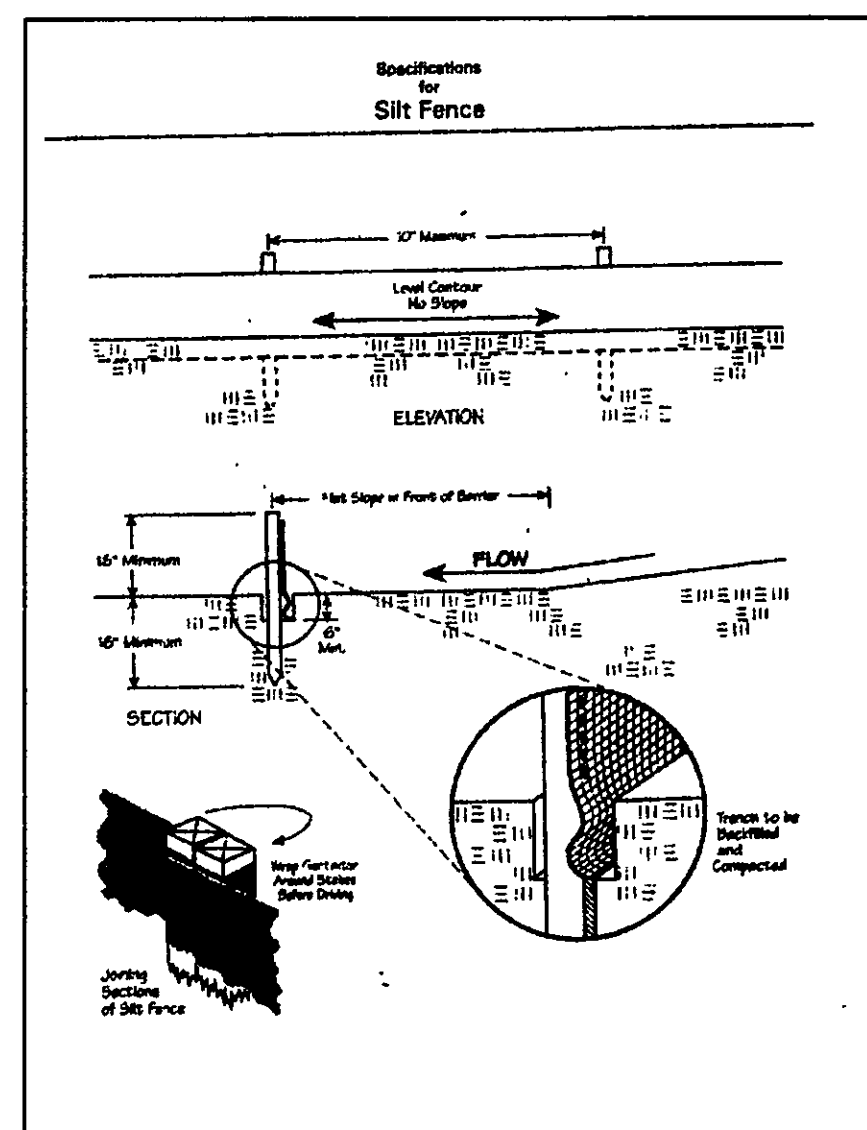 Specifications
for
Silt Fence
10" Maximum
Level Contour
No Slope
ELEVATION
Flat Slope in Front of Barrier
16" Minimum
FLOW
6"
Min.
16" Minimum
SECTION
Trench to be
Backfilled
and
Compacted
Wrap
Around Stakes
Before Driving
Joining
Sections
of Silt Fence